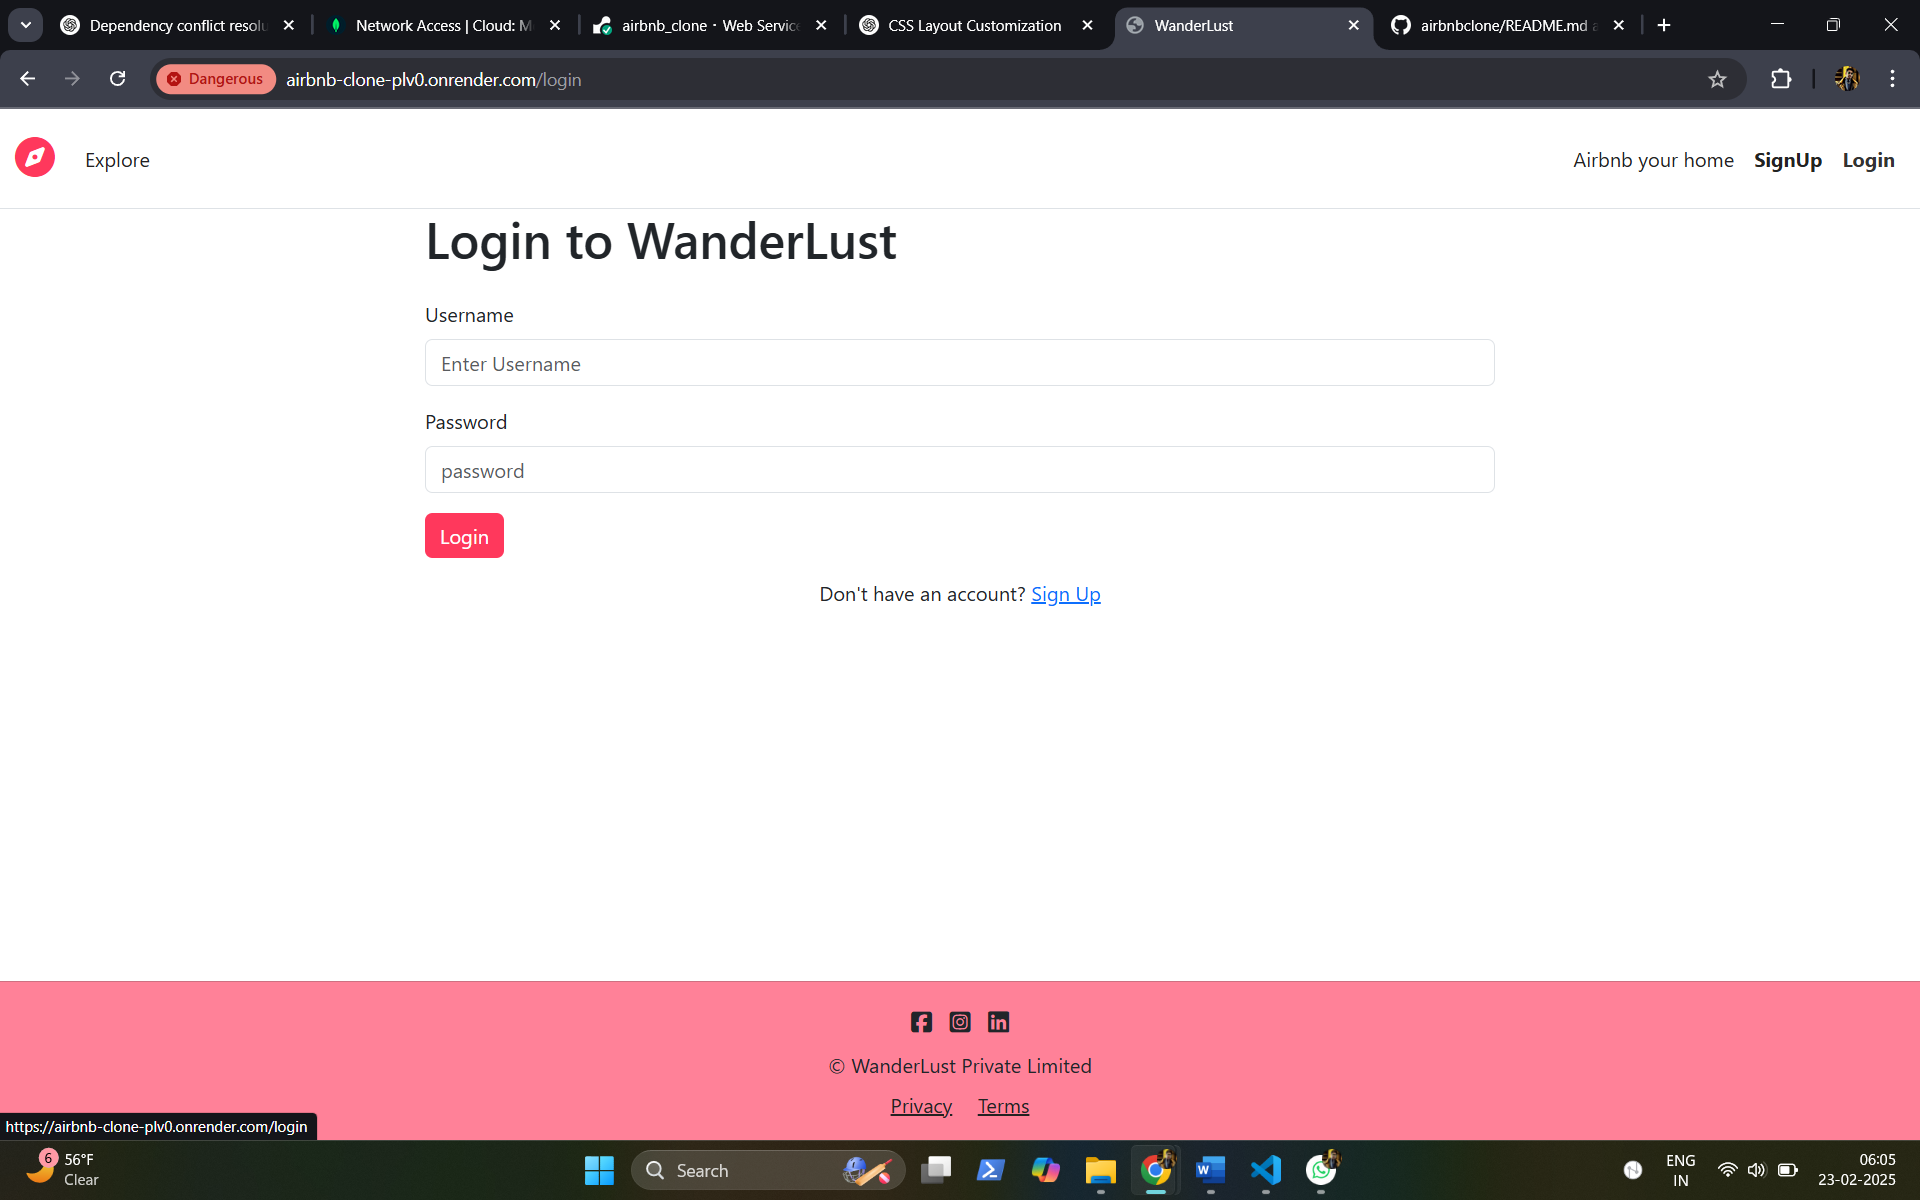 Dependency conflict resolu
Network Access | Cloud: M
airbnb_clone · Web Service
CSS Layout Customization
WanderLust
airbnbclone/README.md a
Dangerous
airbnb-clone-plv0.onrender.com/login
Explore
Airbnb your home
SignUp
Login
Login to WanderLust
Username
Enter Username
Password
password
Login
Don't have an account? Sign Up
© WanderLust Private Limited
Privacy
Terms
https://airbnb-clone-plv0.onrender.com/login
6
56°F
Clear
Search
ENG
IN
06:05
23-02-2025